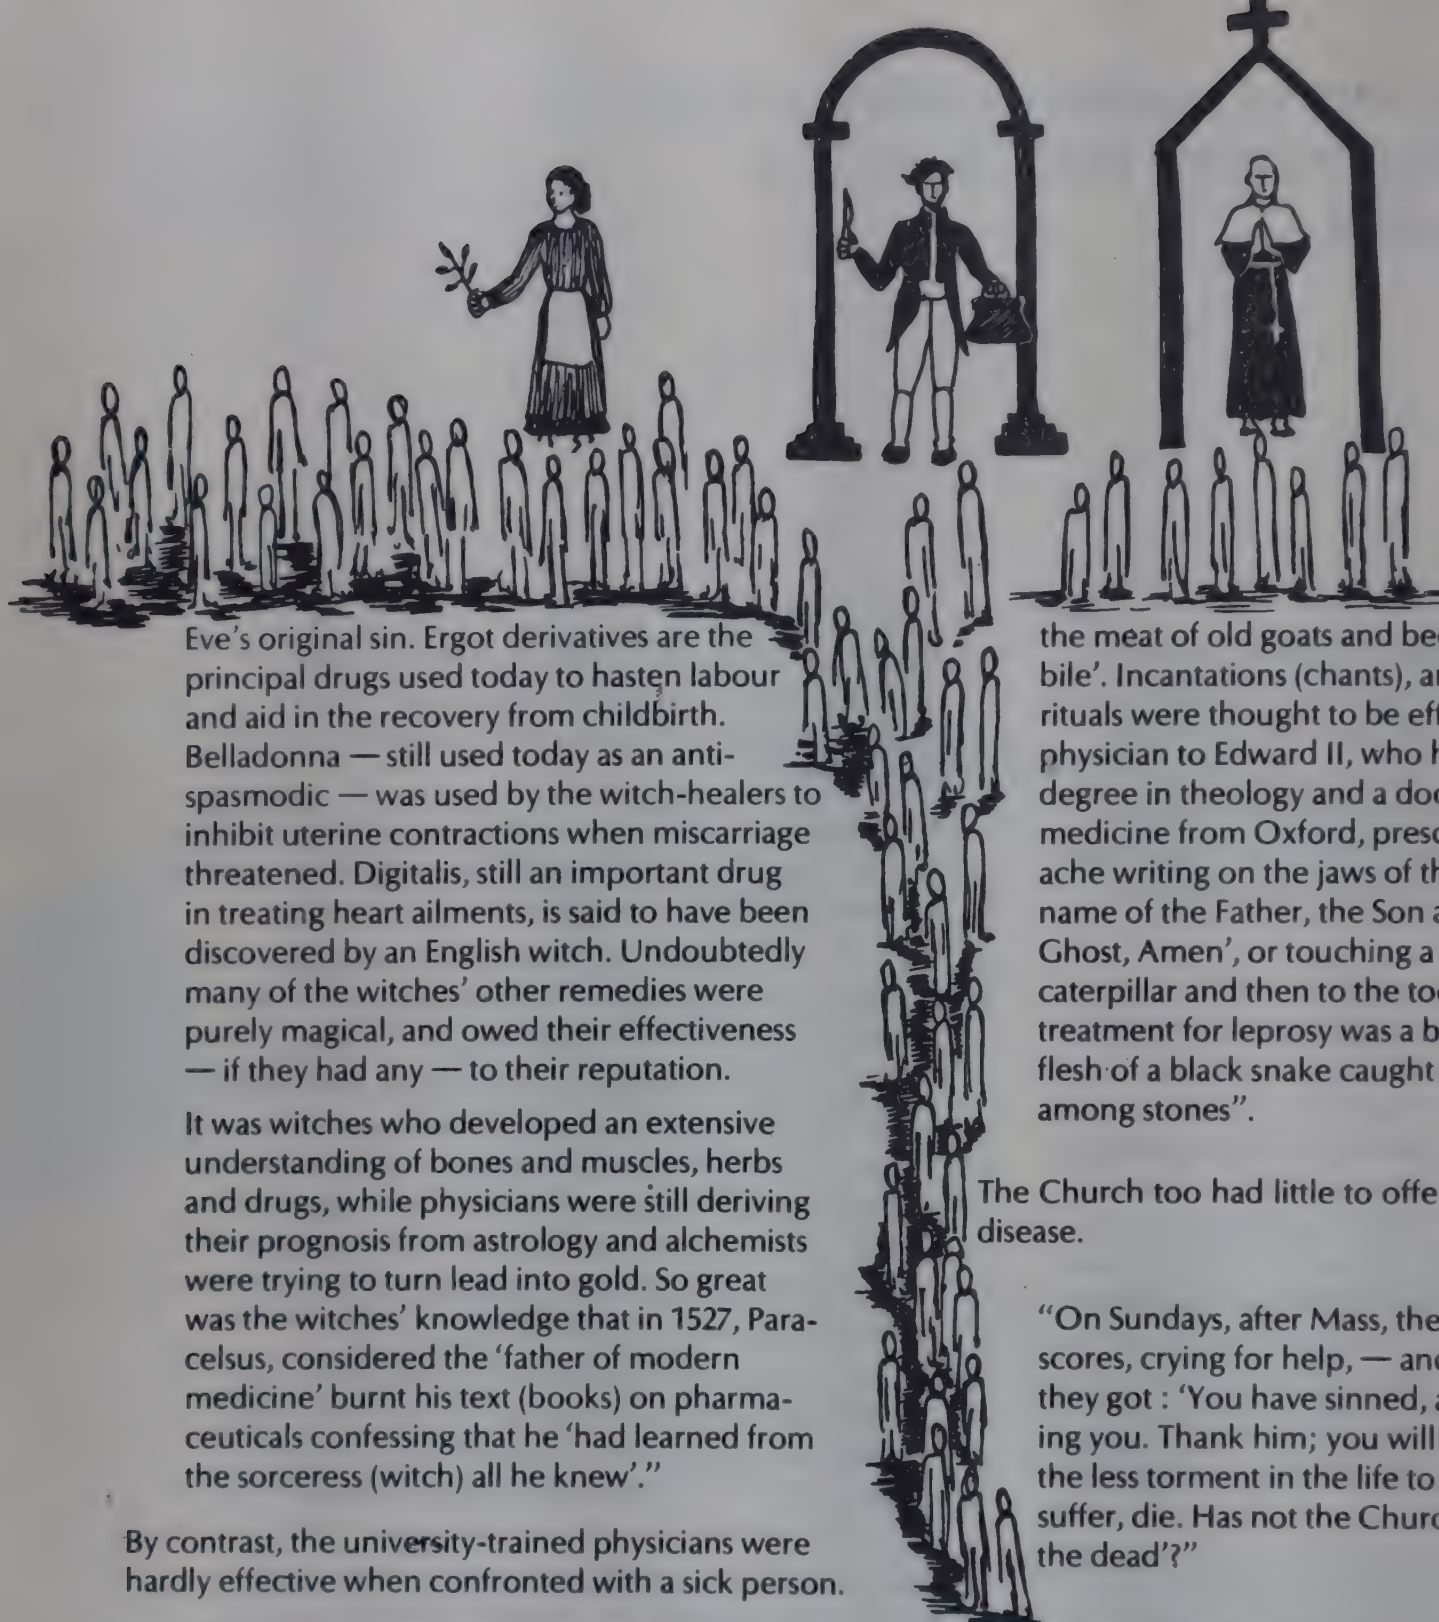 Eve's original sin. Ergot derivatives are the
principal drugs used today to hasten labour
and aid in the recovery from childbirth.
Belladonna — still used today as an anti-
spasmodic — was used by the witch-healers to
inhibit uterine contractions when miscarriage
threatened. Digitalis, still an important drug
in treating heart ailments, is said to have been
discovered by an English witch. Undoubtedly
many of the witches' other remedies were
purely magical, and owed their effectiveness
— if they had any — to their reputation.
It was witches who developed an extensive
understanding of bones and muscles, herbs
and drugs, while physicians were still deriving
their prognosis from astrology and alchemists
were trying to turn lead into gold. So great
was the witches' knowledge that in 1527, Para-
celsus, considered the 'father of modern
medicine' burnt his text (books) on pharma-
ceuticals confessing that he 'had learned from
the sorceress (witch) all he knew'."
By contrast, the university-trained physicians were
hardly effective when confronted with a sick person.
the meat of old goats and
bile'. Incantations (chants),
rituals were thought to be
physician to Edward II, who
degree in theology and a
medicine from Oxford,
ache writing on the jaws of
name of the Father, the Son
Ghost, Amen', or touching a
caterpillar and then to the
treatment for leprosy was a
flesh of a black snake caught
among stones".
The Church too had little to
disease.
"On Sundays, after Mass,
scores, crying for help, —
they got : 'You have sinned,
ing you. Thank him; you will
the less torment in the life to
suffer, die. Has not the
the dead'?"